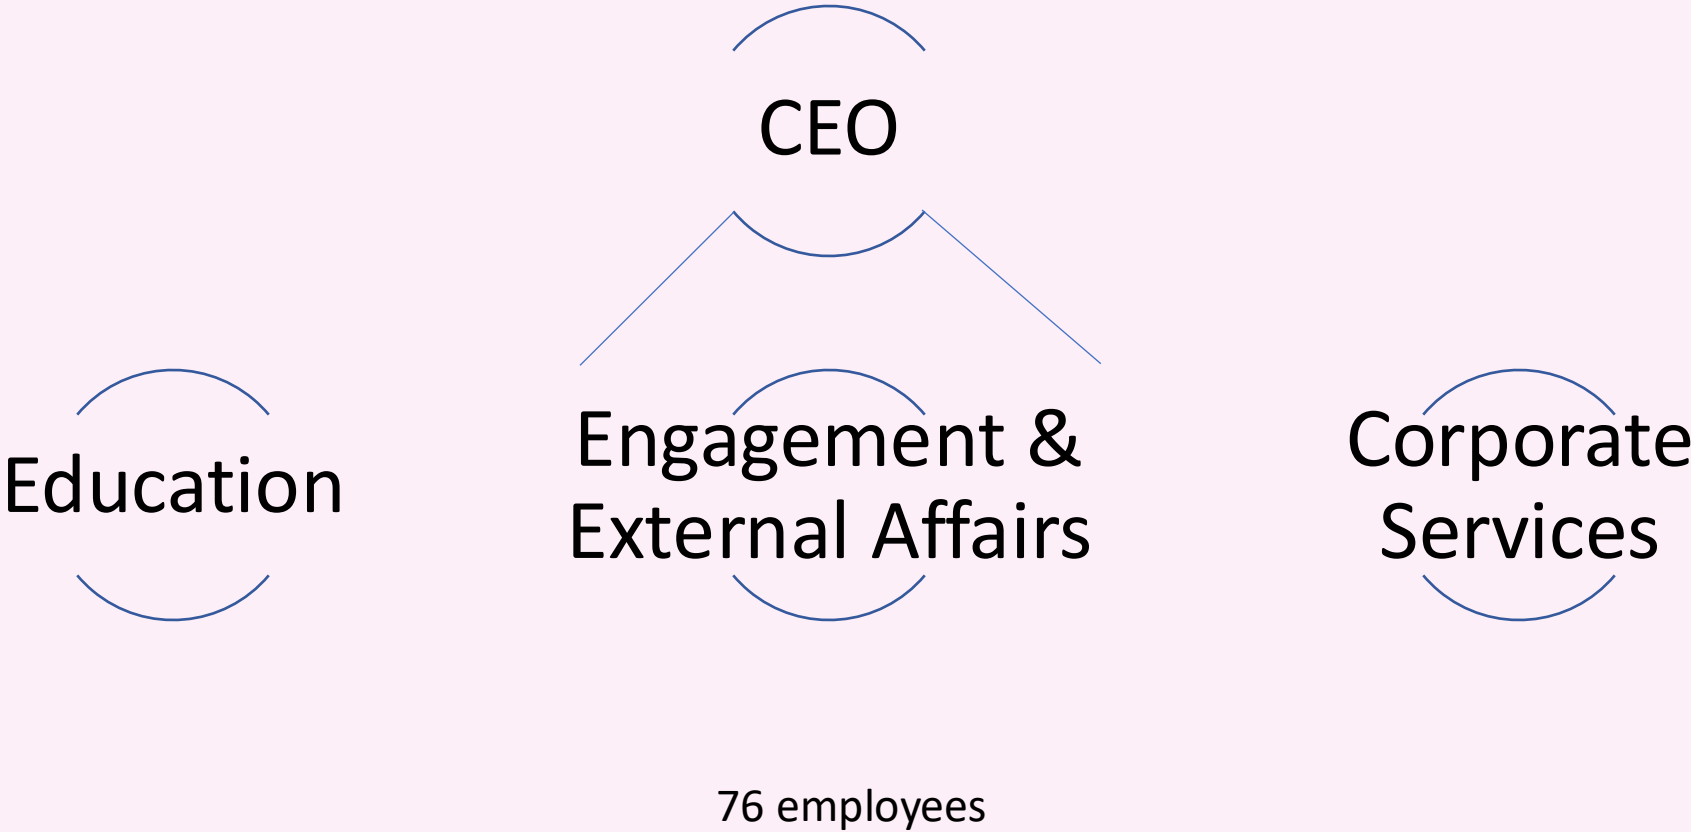 CEO
Education
Engagement &
External Affairs
Corporate
Services
76 employees